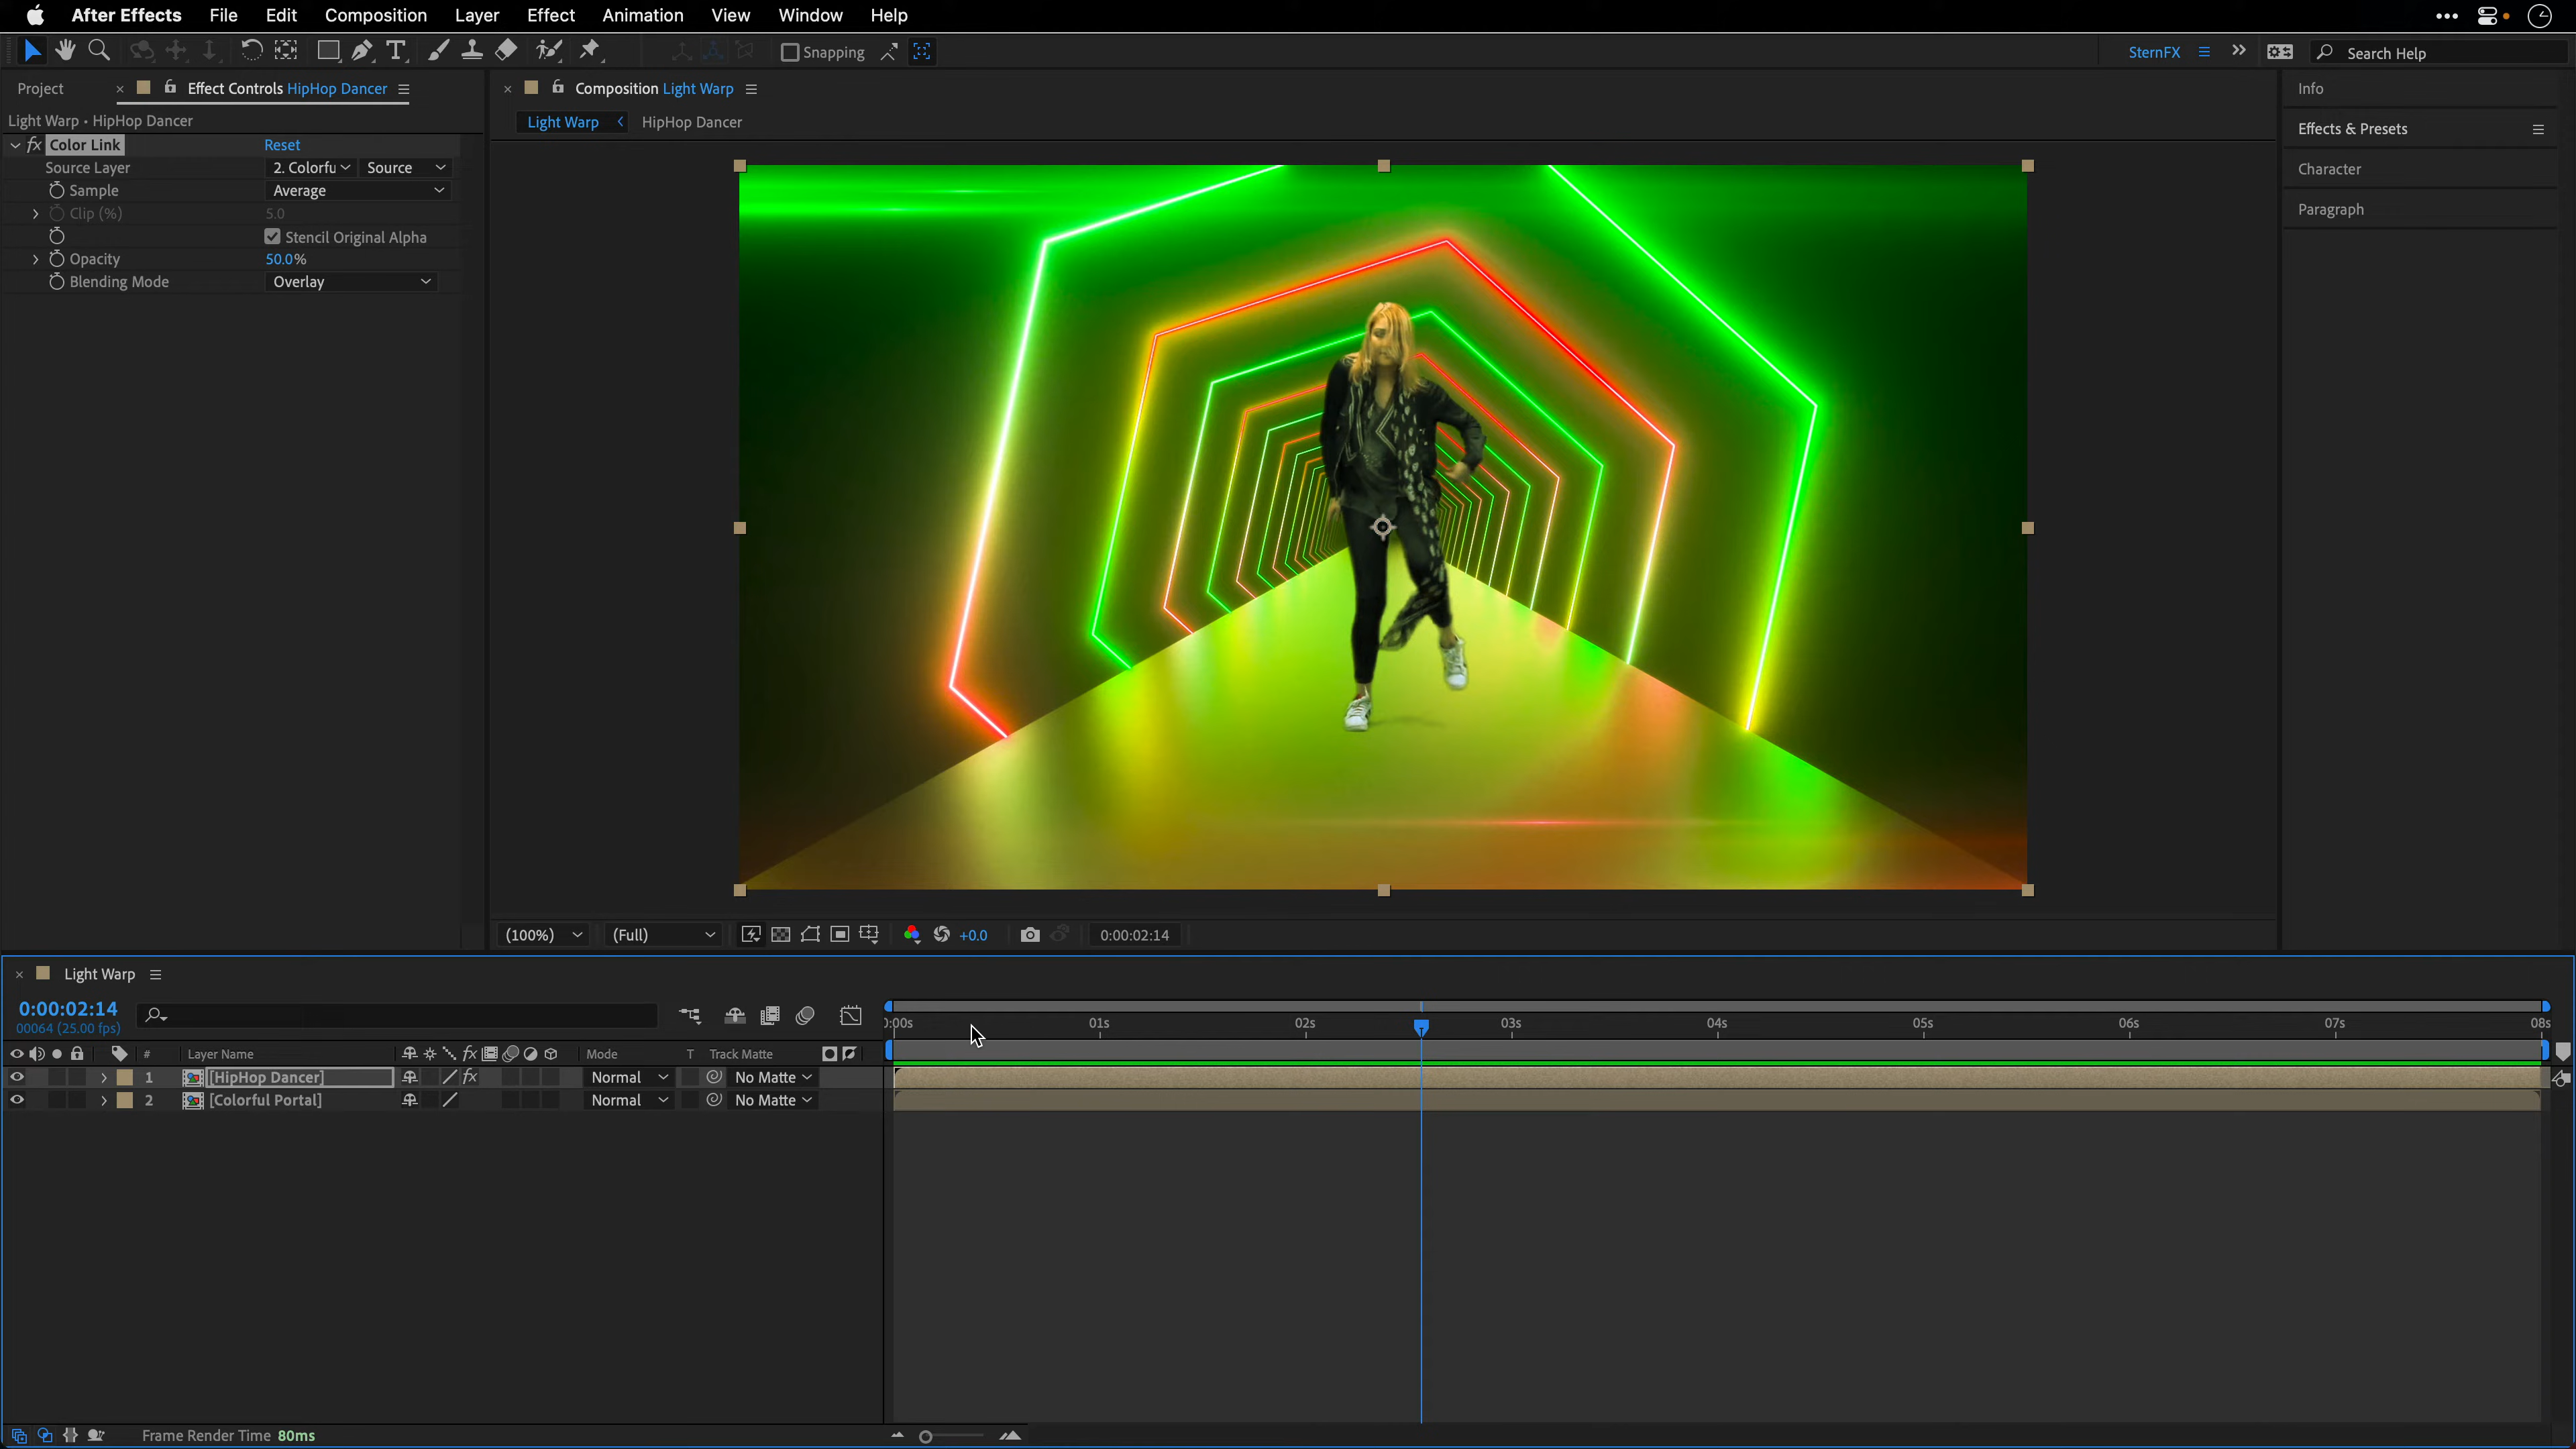 After Effects File Edit Composition Layer Effect Animation View Window Help
Snapping SternFX Search Help
Project Effect Controls HipHop Dancer Composition Light Warp Info
Light Warp • HipHop Dancer Light Warp HipHop Dancer Effects & Presets
fx Color Link Reset
Source Layer 2. Colorfu Source Character
Sample Average
Clip (%) 5.0 Paragraph
Stencil Original Alpha
Opacity 50.0%
Blending Mode Overlay
(100%) (Full) +0.0 0:00:02:14
Light Warp
0:00:02:14
00064 (25.00 fps)
0:00s 01s 02s 03s 04s 05s 06s 07s 08s
# Layer Name fx Mode T Track Matte
1 [HipHop Dancer] fx Normal No Matte
2 [Colorful Portal] Normal No Matte
Frame Render Time 80ms